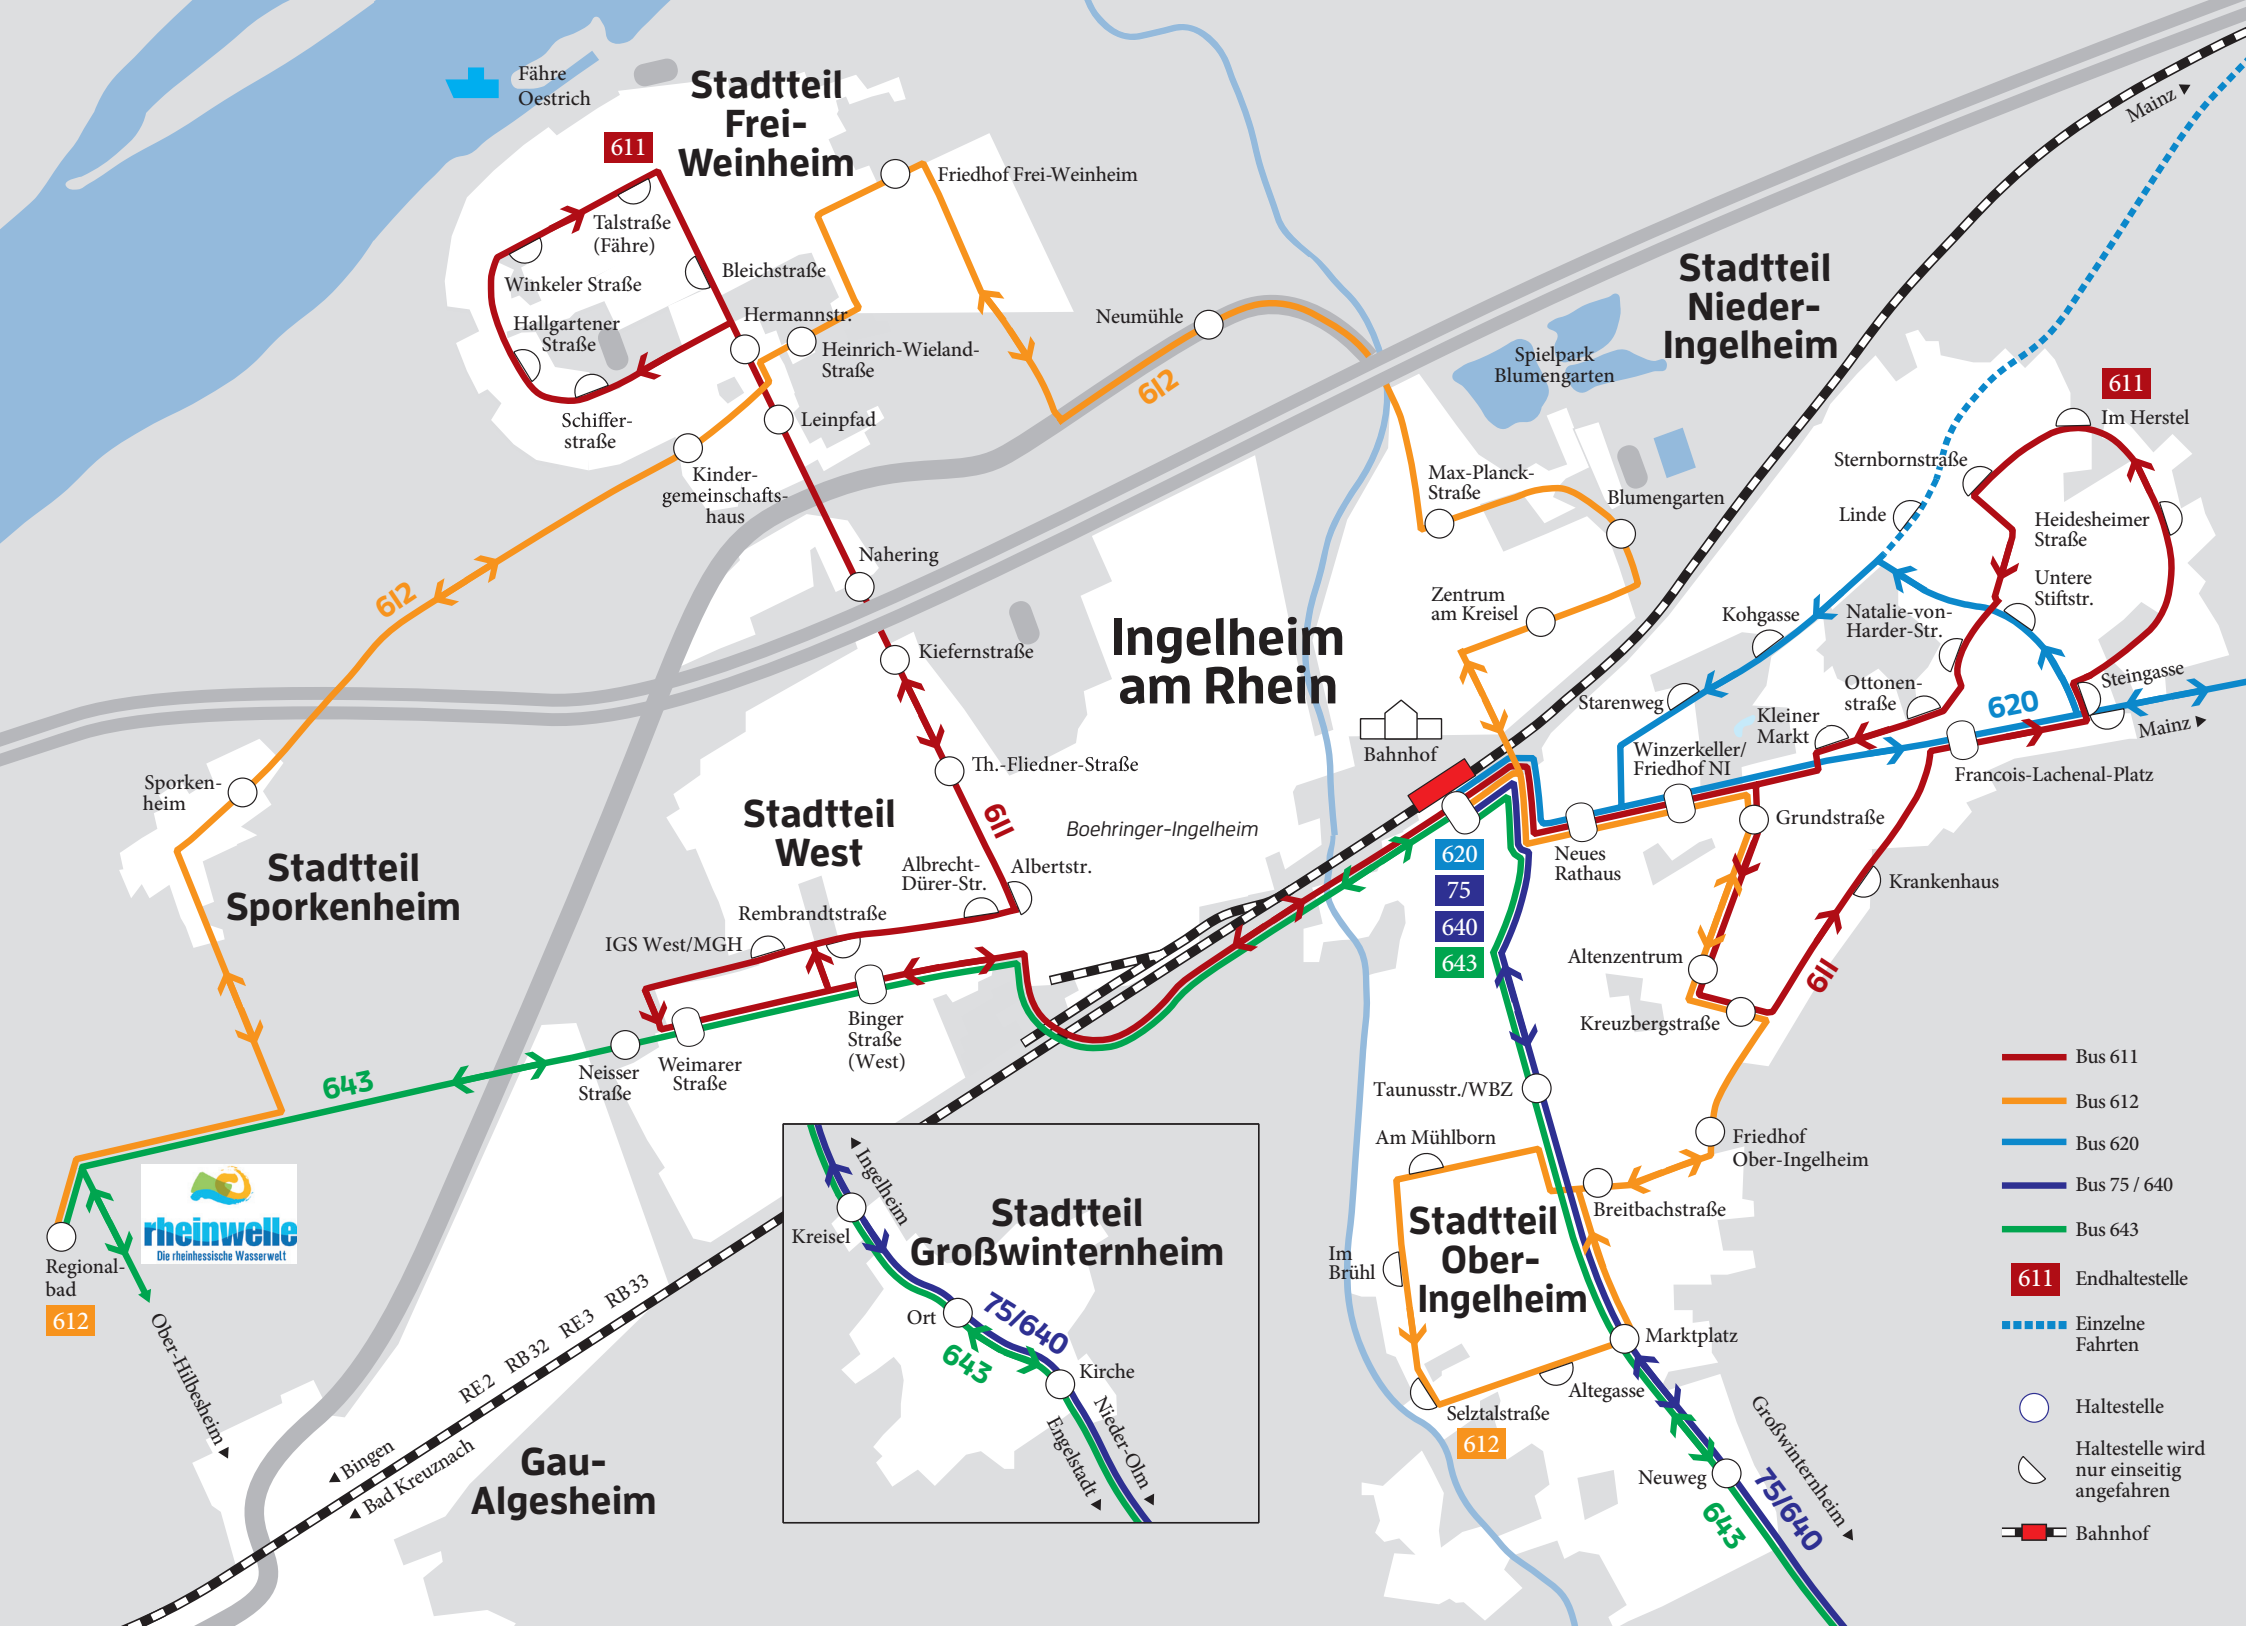 Fähre
Oestrich
Stadtteil
Frei-
Weinheim
611
Talstraße
(Fähre)
Winkeler Straße
Bleichstraße
Hallgartener
Straße
Hermannstr.
Heinrich-Wieland-
Straße
Schiffer-
straße
Leinpfad
Kinder-
gemeinschafts-
haus
Friedhof Frei-Weinheim
Neumühle
612
612
Nahering
Kiefernstraße
Th.-Fliedner-Straße
611
Mainz
Stadtteil
Nieder-
Ingelheim
Spielpark
Blumengarten
Max-Planck-
Straße
Blumengarten
Zentrum
am Kreisel
611
Im Herstel
Sternbornstraße
Linde
Heidesheimer
Straße
Untere
Stiftstr.
Natalie-von-
Harder-Str.
Kohgasse
Ottonen-
straße
Steingasse
Starenweg
Kleiner
Markt
620
Mainz
Winzerkeller/
Friedhof NI
Francois-Lachenal-Platz
Ingelheim
am Rhein
Bahnhof
Boehringer-Ingelheim
620
75
640
643
Neues
Rathaus
Grundstraße
Krankenhaus
Altenzentrum
611
Kreuzbergstraße
Sporken-
heim
Stadtteil
Sporkenheim
Stadtteil
West
Albrecht-
Dürer-Str.
Albertstr.
Rembrandtstraße
IGS West/MGH
Binger
Straße
(West)
Weimarer
Straße
Neisser
Straße
643
rheinwelle
Die rheinhessische Wasserwelt
Regional-
bad
612
Ober-Hilbesheim
RE 2
RB 32
RE 3
RB 33
Bingen
Bad Kreuznach
Gau-
Algesheim
Ingelheim
Kreisel
Stadtteil
Großwinternheim
Ort
75/640
643
Kirche
Nieder-Olm
Engelstadt
Taunusstr./WBZ
Am Mühlborn
Friedhof
Ober-Ingelheim
Breitbachstraße
Stadtteil
Ober-
Ingelheim
Im
Brühl
Marktplatz
Altegasse
Selztalstraße
612
Neuweg
Großwinternheim
75/640
643
Bus 611
Bus 612
Bus 620
Bus 75 / 640
Bus 643
611 Endhaltestelle
Einzelne
Fahrten
Haltestelle
Haltestelle wird
nur einseitig
angefahren
Bahnhof